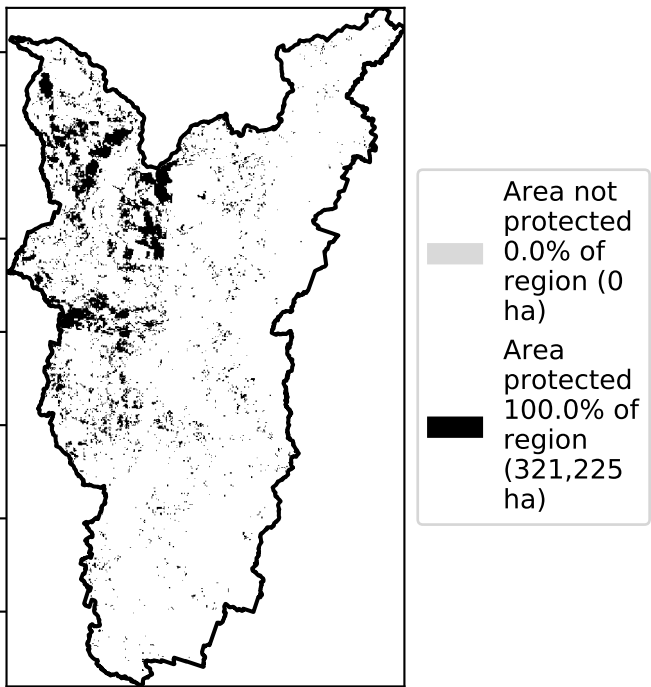 Area not
protected
0.0% of
region (0
ha)
Area
protected
100.0% of
region
(321,225
ha)